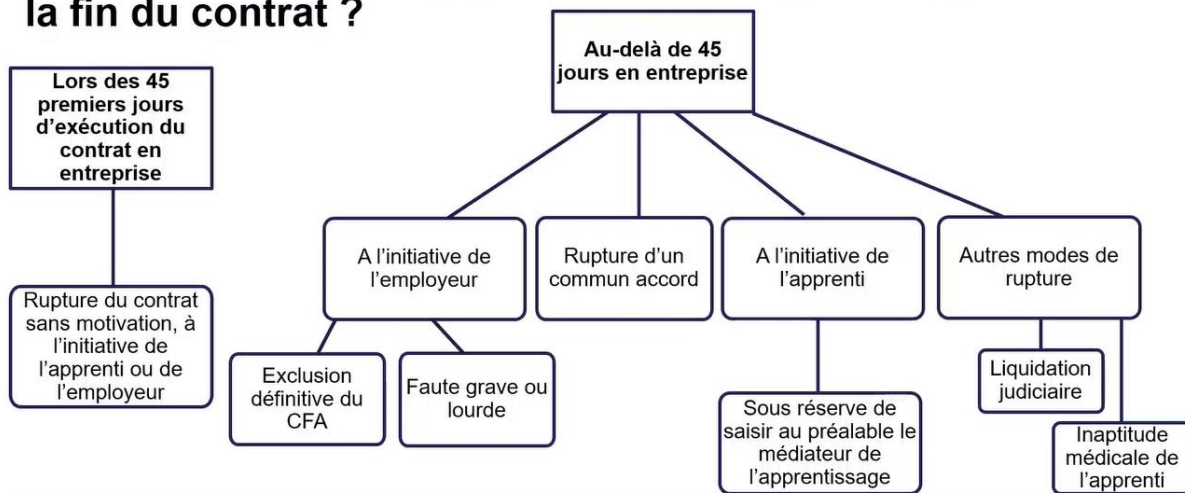 la fin du contrat ?
Lors des 45
premiers jours
d’exécution du
contrat en
entreprise
Rupture du contrat
sans motivation, à
l’initiative de
l’apprenti ou de
l’employeur
Au-delà de 45
jours en entreprise
A l’initiative de
l’employeur
Exclusion
définitive du
CFA
Faute grave ou
lourde
Rupture d’un
commun accord
A l’initiative de
l’apprenti
Sous réserve de
saisir au préalable le
médiateur de
l’apprentissage
Autres modes de
rupture
Liquidation
judiciaire
Inaptitude
médicale de
l’apprenti